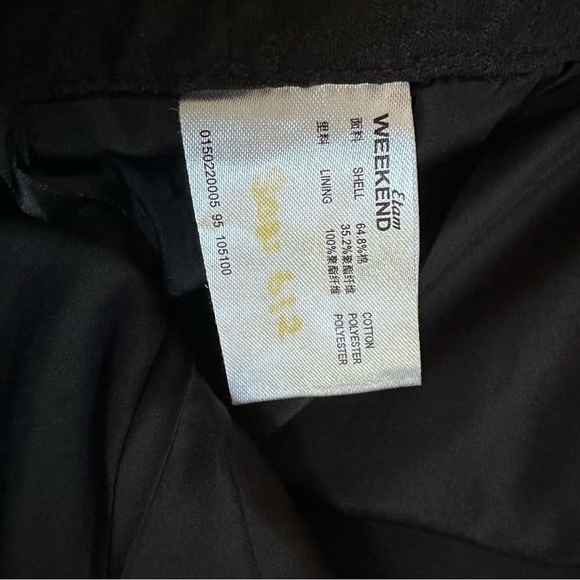 Etam
WEEKEND
面料 SHELL 64.8%棉 COTTON
35.2%聚酯纤维 POLYESTER
里料 LINING 100%聚酯纤维 POLYESTER
0150220005 95 105100